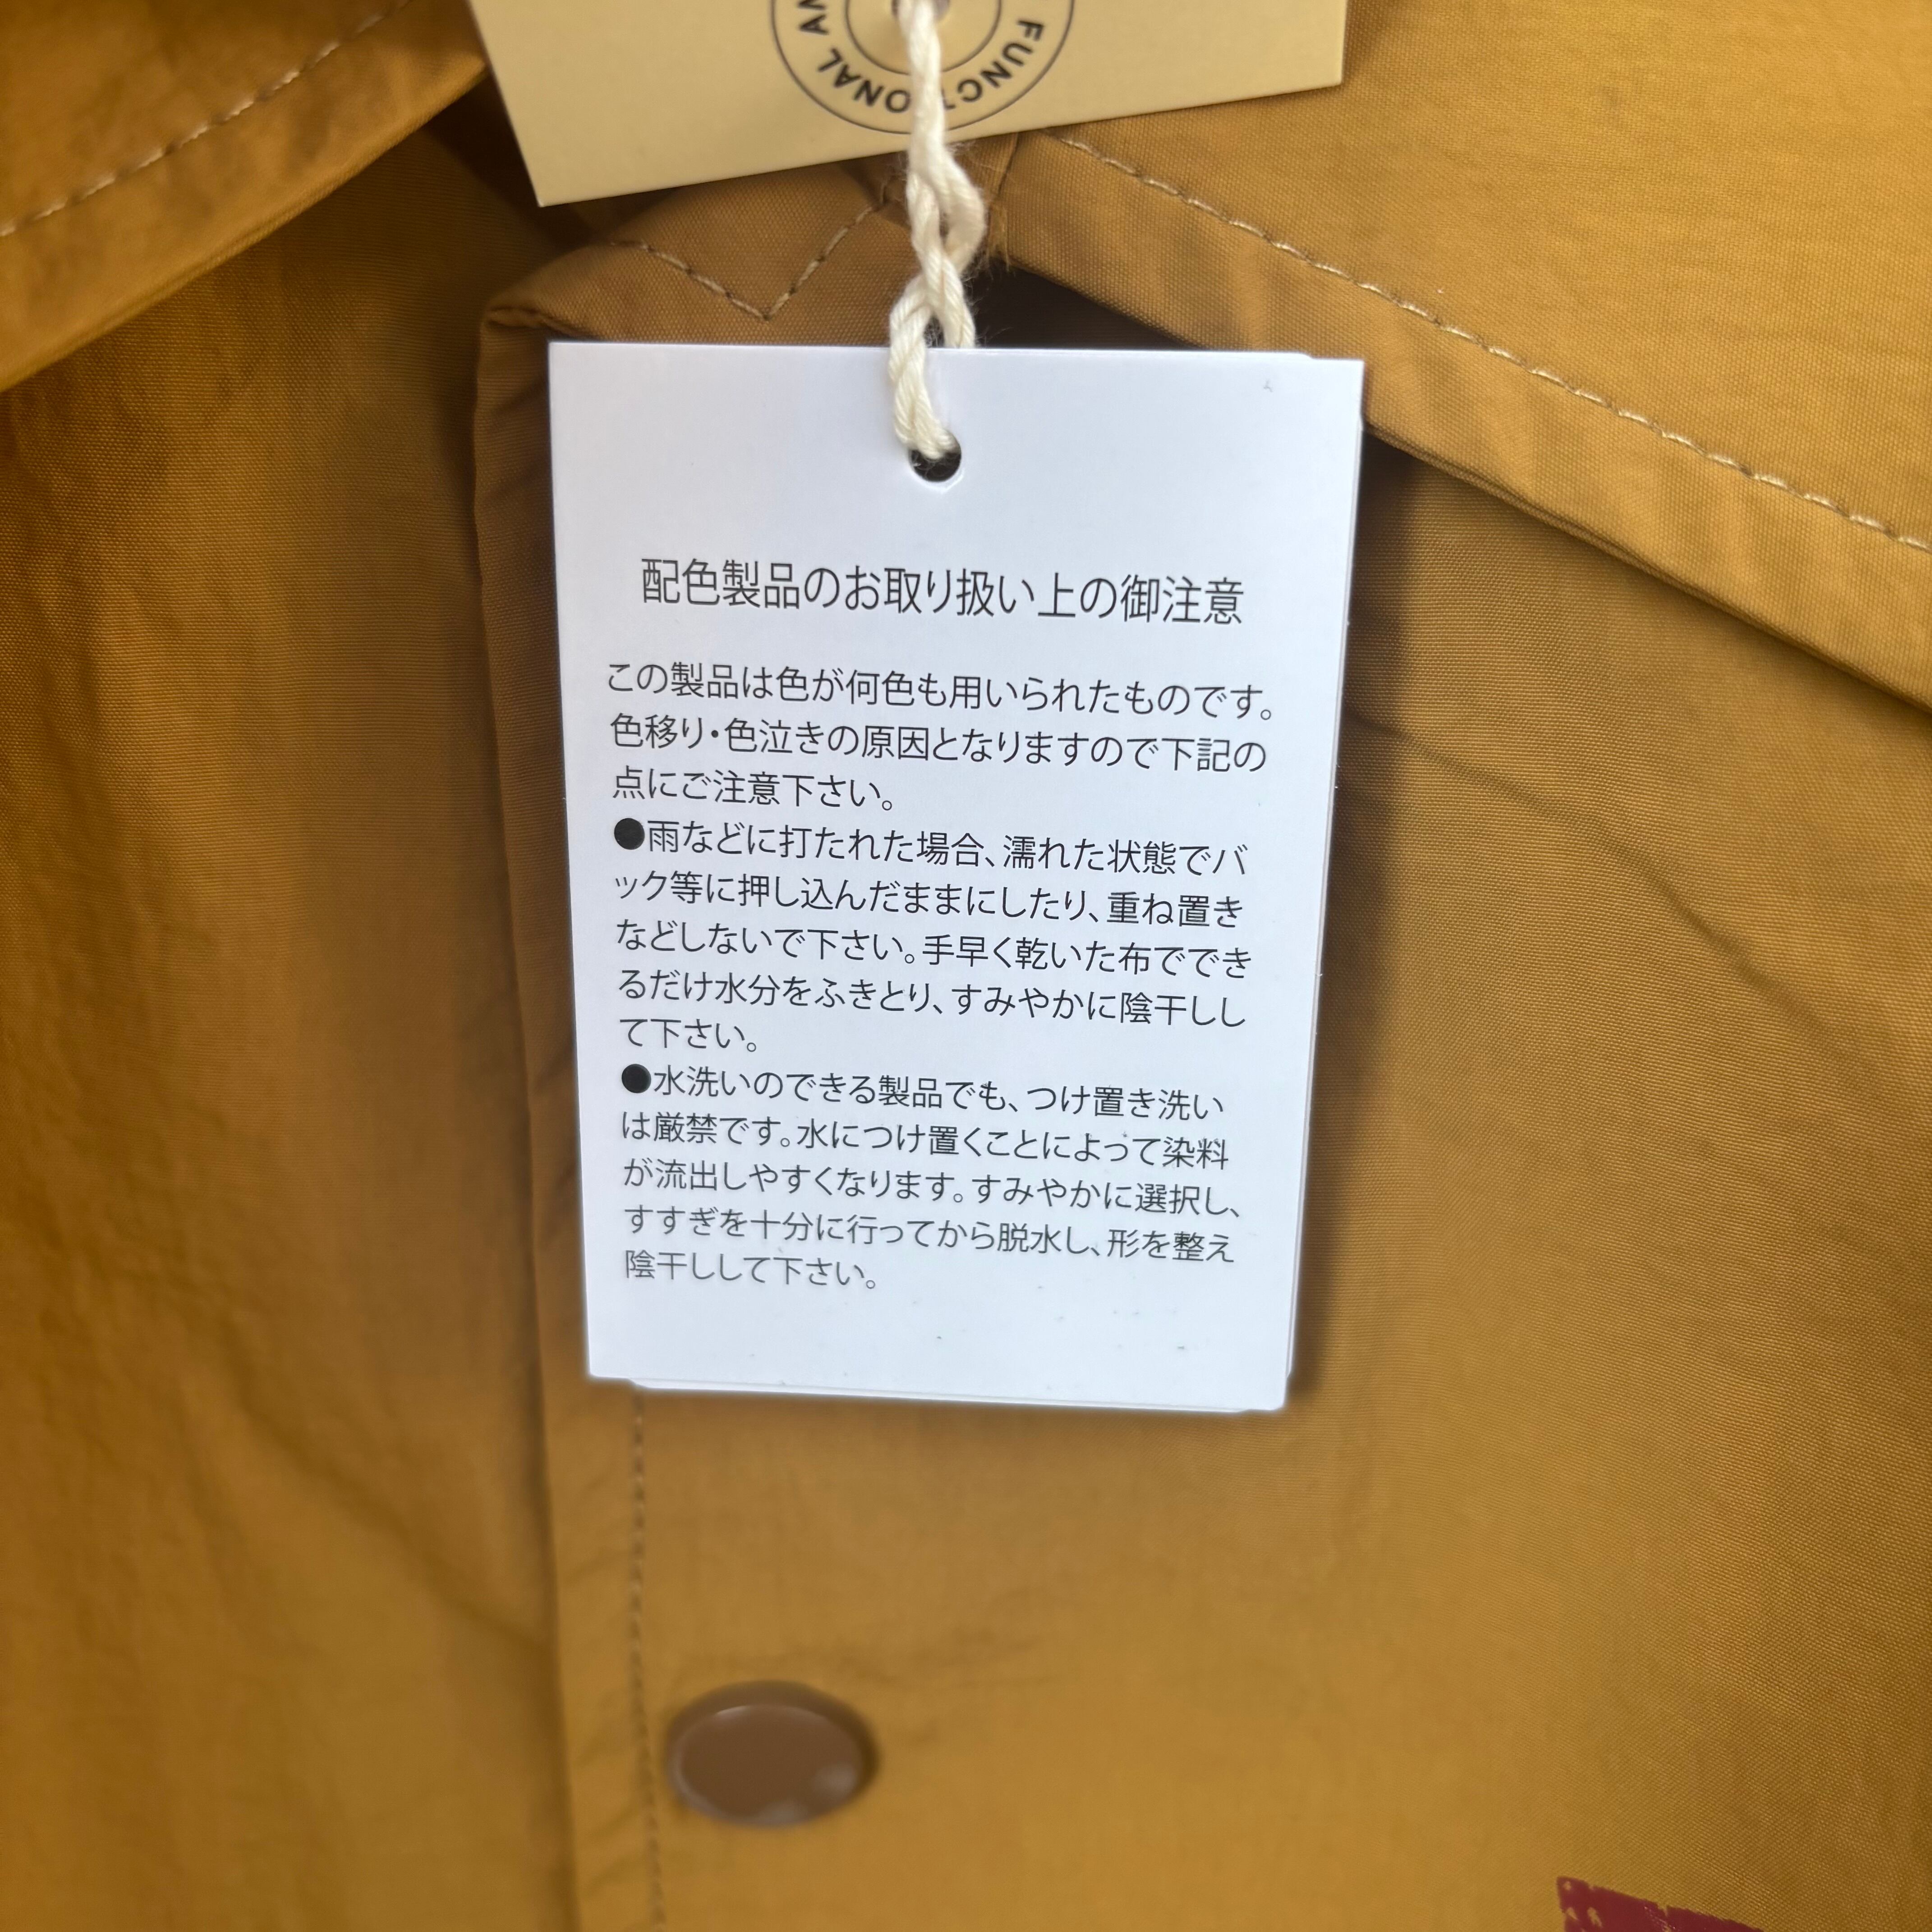 FUNCTIONAL
配色製品のお取り扱い上の御注意
この製品は色が何色も用いられたものです。
色移り・色泣きの原因となりますので下記の
点にご注意下さい。
●雨などに打たれた場合、濡れた状態でバ
ック等に押し込んだままにしたり、重ね置き
などしないで下さい。手早く乾いた布ででき
るだけ水分をふきとり、すみやかに陰干しし
て下さい。
●水洗いのできる製品でも、つけ置き洗い
は厳禁です。水につけ置くことによって染料
が流出しやすくなります。すみやかに選択し、
すすぎを十分に行ってから脱水し、形を整え
陰干しして下さい。